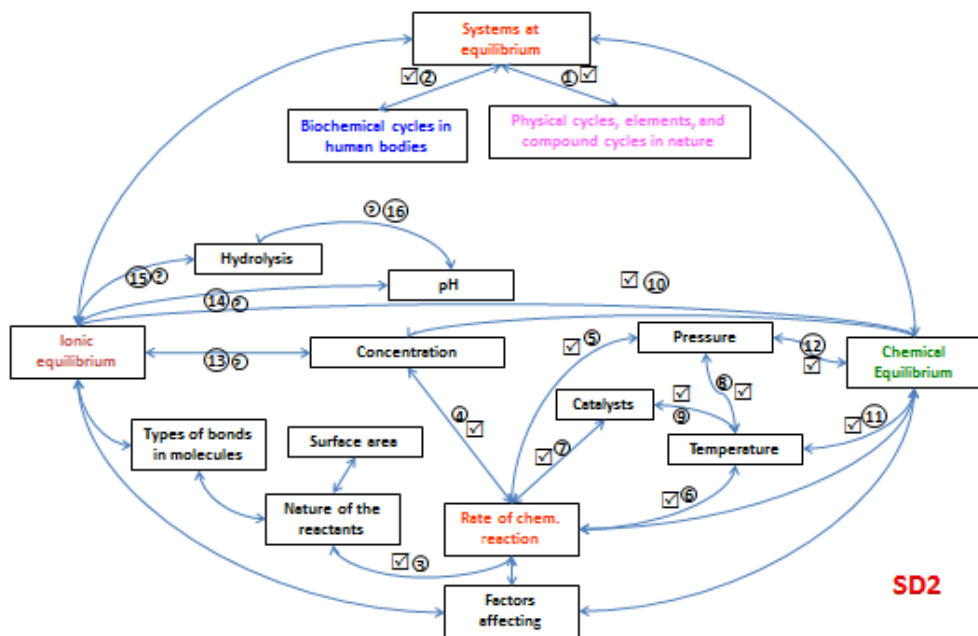 Systems at
equilibrium
☑② ①☑
Biochemical cycles in
human bodies
Physical cycles, elements, and
compound cycles in nature
?⑯
Hydrolysis
⑮?
pH
☑⑩
⑭?
Ionic
equilibrium
⑬?
Concentration
☑⑤
Pressure
⑫
☑
Chemical
Equilibrium
④☑
Catalysts
☑
⑨
⑧☑
☑⑪
Types of bonds
in molecules
Surface area
☑⑦
Temperature
Nature of the
reactants
Rate of chem.
reaction
☑⑥
☑③
Factors
affecting
SD2